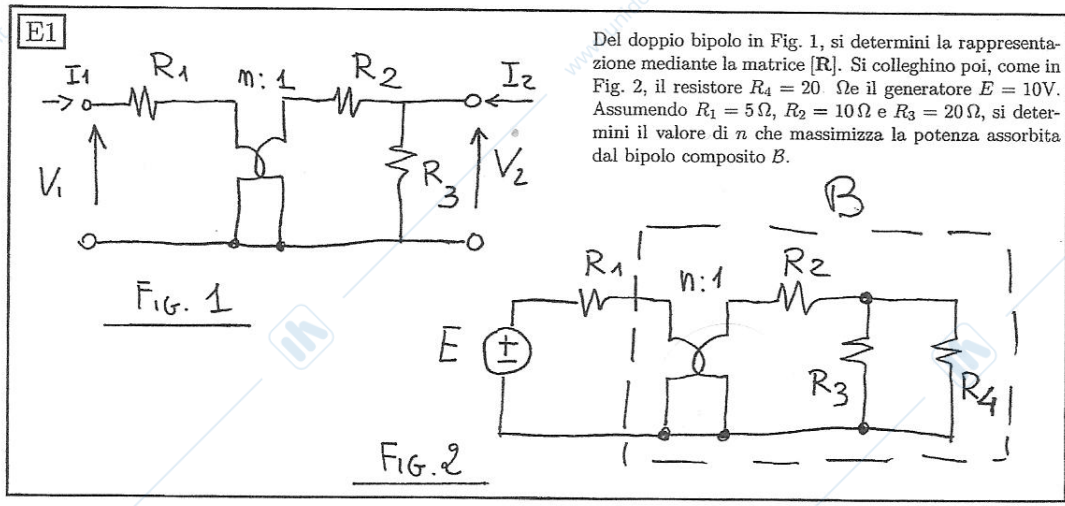 E1
Del doppio bipolo in Fig. 1, si determini la rappresenta-
zione mediante la matrice [R]. Si colleghino poi, come in
Fig. 2, il resistore R₄ = 20 Ωe il generatore E = 10V.
Assumendo R₁ = 5 Ω, R₂ = 10 Ω e R₃ = 20 Ω, si deter-
mini il valore di n che massimizza la potenza assorbita
dal bipolo composito B.
I1
R1
n:1
R2
I2
V1
R3
V2
FIG. 1
B
R1
n:1
R2
E
±
R3
R4
FIG. 2